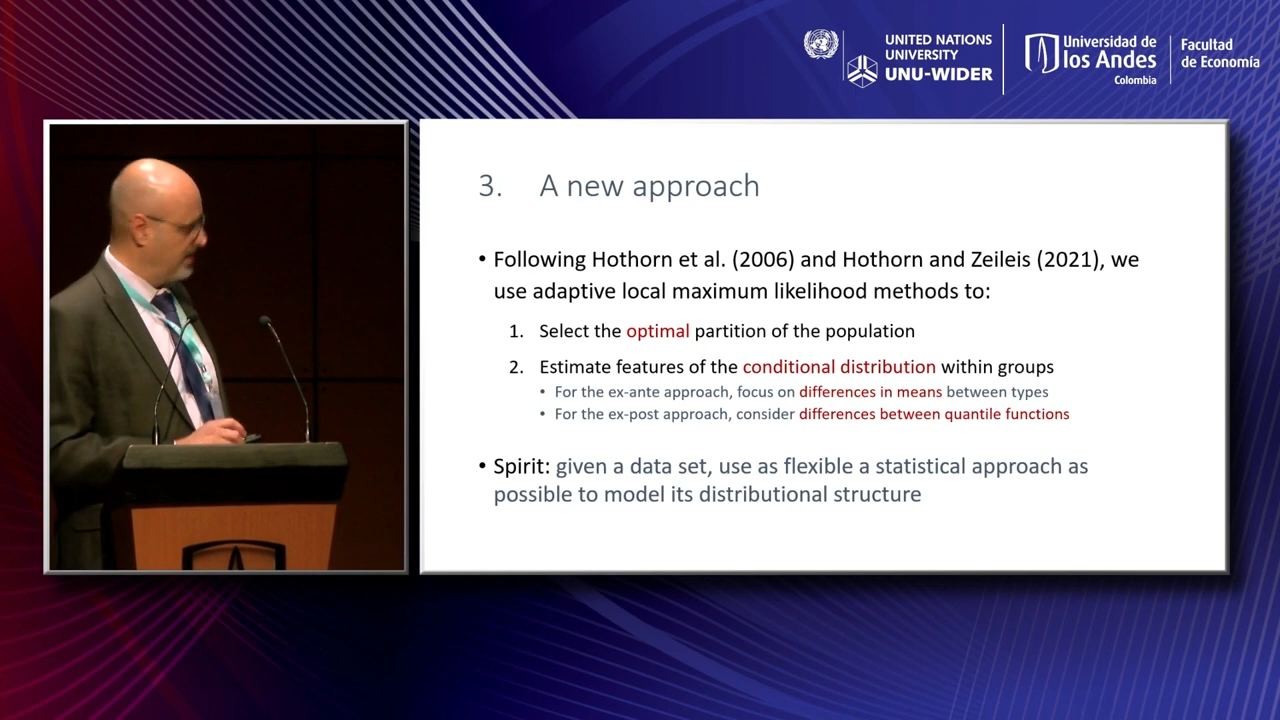 UNITED NATIONS
UNIVERSITY
UNU-WIDER
Universidad de
los Andes
Colombia
Facultad
de Economía
3. A new approach
• Following Hothorn et al. (2006) and Hothorn and Zeileis (2021), we
use adaptive local maximum likelihood methods to:
1. Select the optimal partition of the population
2. Estimate features of the conditional distribution within groups
• For the ex-ante approach, focus on differences in means between types
• For the ex-post approach, consider differences between quantile functions
• Spirit: given a data set, use as flexible a statistical approach as
possible to model its distributional structure